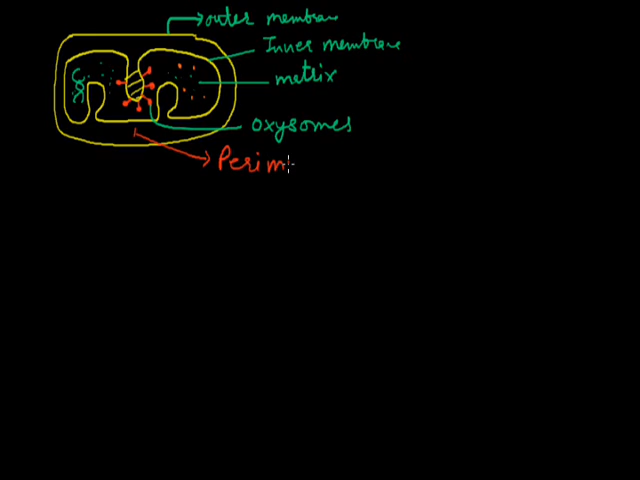 outer membrane
Inner membrane
matrix
oxysomes
Perim